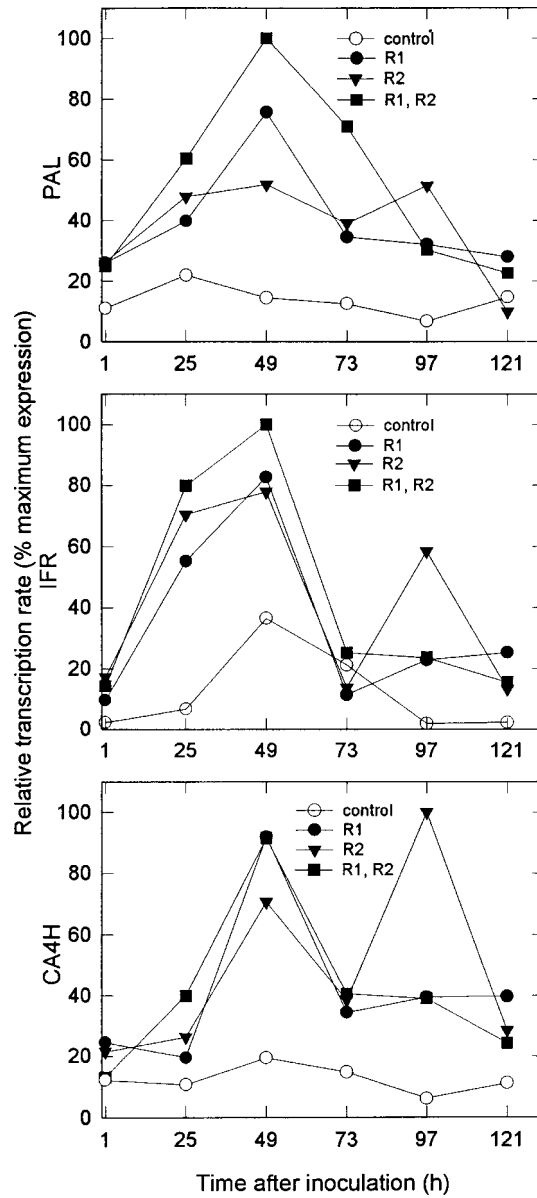 Relative transcription rate (% maximum expression)
PAL
100
80
60
40
20
0
control
R1
R2
R1, R2
1 25 49 73 97 121
IFR
100
80
60
40
20
0
control
R1
R2
R1, R2
1 25 49 73 97 121
CA4H
100
80
60
40
20
0
control
R1
R2
R1, R2
1 25 49 73 97 121
Time after inoculation (h)